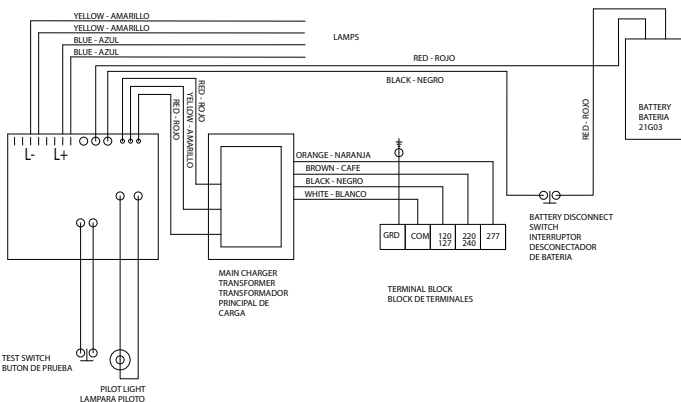 YELLOW - AMARILLO
YELLOW - AMARILLO
BLUE - AZUL
BLUE - AZUL
LAMPS
RED - ROJO
BLACK - NEGRO
RED - ROJO
YELLOW - AMARILLO
RED - ROJO
RED - ROJO
BATTERY
BATERIA
21G03
L-
L+
ORANGE - NARANJA
BROWN - CAFE
BLACK - NEGRO
WHITE - BLANCO
GRD
COM
120
127
220
240
277
BATTERY DISCONNECT
SWITCH
INTERRUPTOR
DESCONECTADOR
DE BATERIA
MAIN CHARGER
TRANSFORMER
TRANSFORMADOR
PRINCIPAL DE
CARGA
TERMINAL BLOCK
BLOCK DE TERMINALES
TEST SWITCH
BUTON DE PRUEBA
PILOT LIGHT
LAMPARA PILOTO